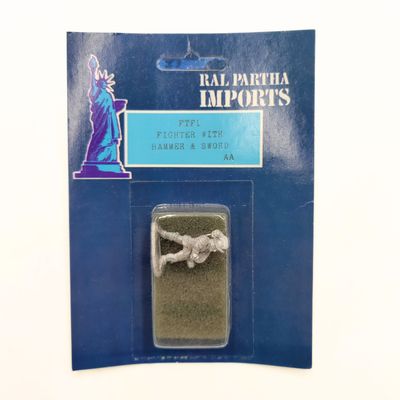 RAL PARTHA
IMPORTS
FTF1
FIGHTER WITH
HAMMER & SWORD
AA